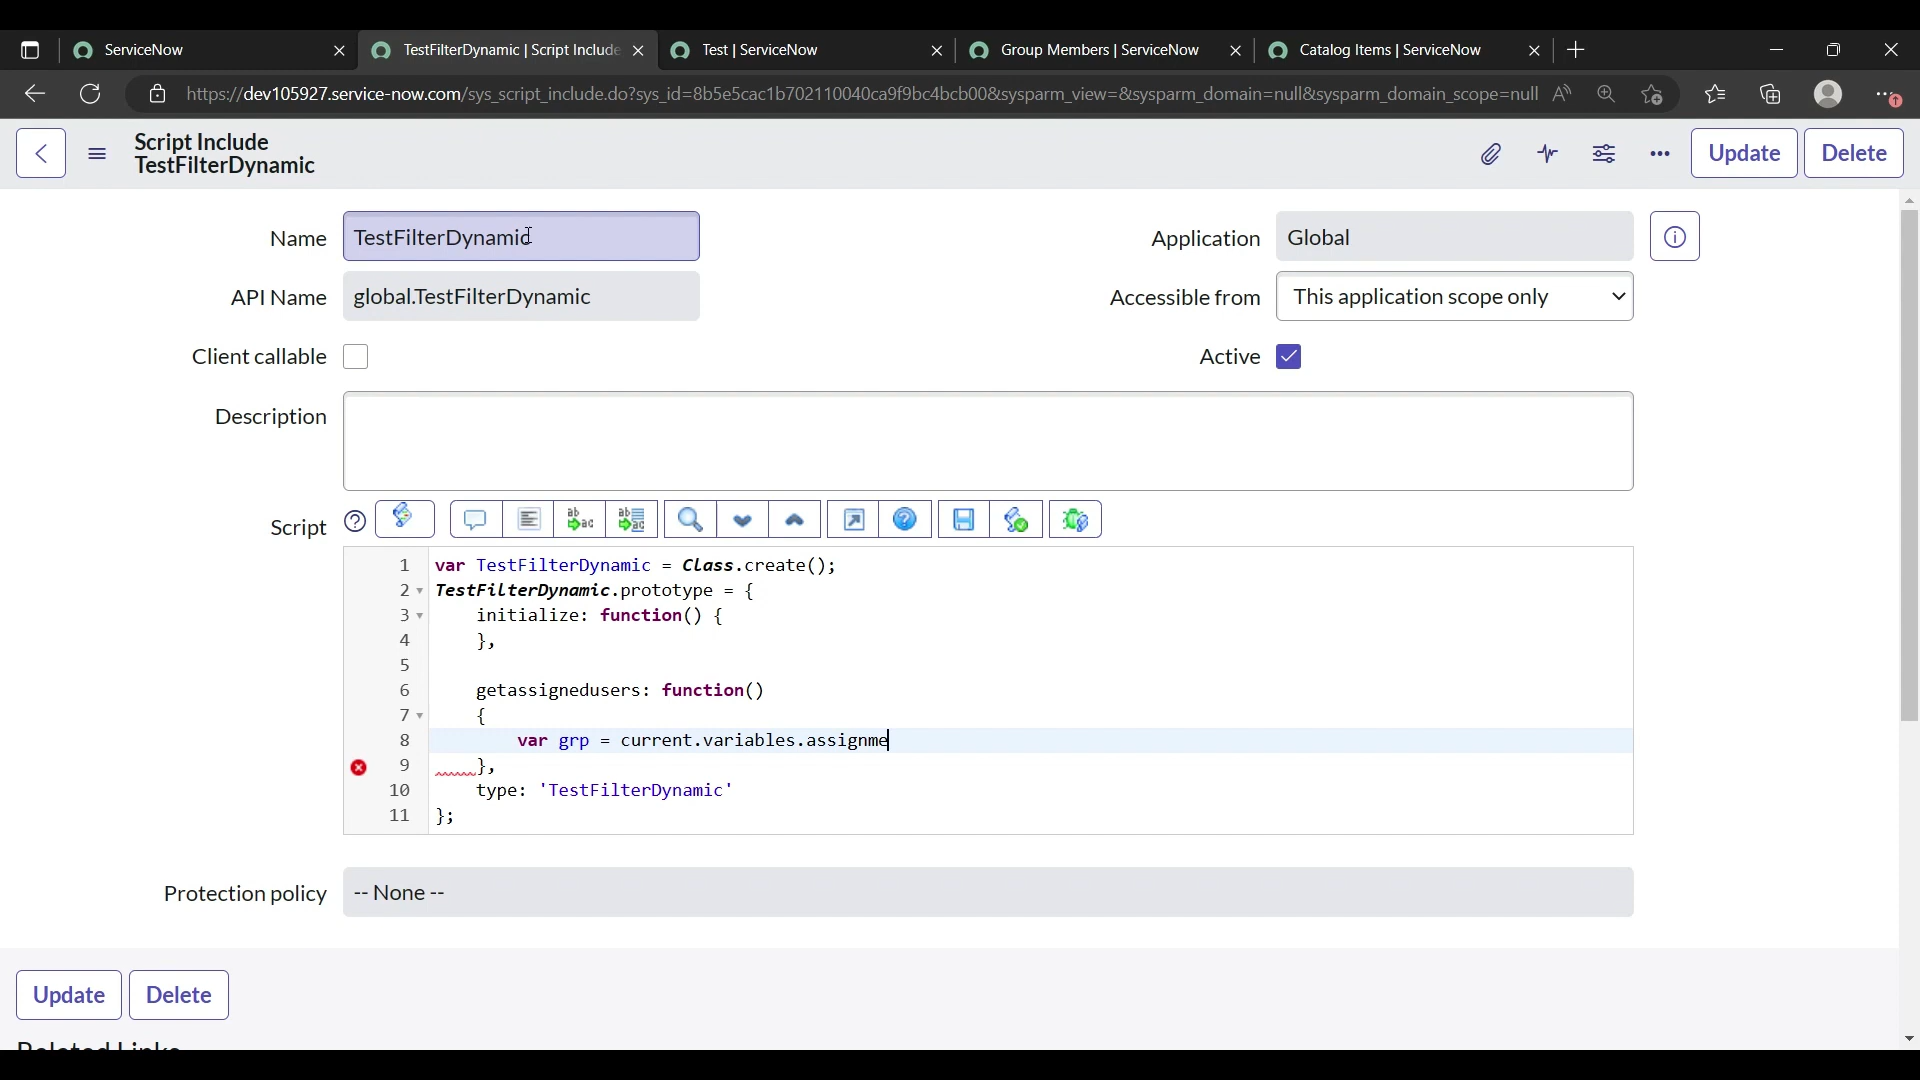 ServiceNow
TestFilterDynamic | Script Include
Test | ServiceNow
Group Members | ServiceNow
Catalog Items | ServiceNow
https://dev105927.service-now.com/sys_script_include.do?sys_id=8b5e5cac1b702110040ca9f9bc4bcb00&sysparm_view=&sysparm_domain=null&sysparm_domain_scope=null
Script Include
TestFilterDynamic
Update
Delete
Name TestFilterDynamic
Application Global
API Name global.TestFilterDynamic
Accessible from This application scope only
Client callable
Active
Description
Script
1 var TestFilterDynamic = Class.create();
2 TestFilterDynamic.prototype = {
3 initialize: function() {
4 },
5
6 getassignedusers: function()
7 {
8 var grp = current.variables.assignme
9 },
10 type: 'TestFilterDynamic'
11 };
Protection policy -- None --
Update
Delete
Related Links